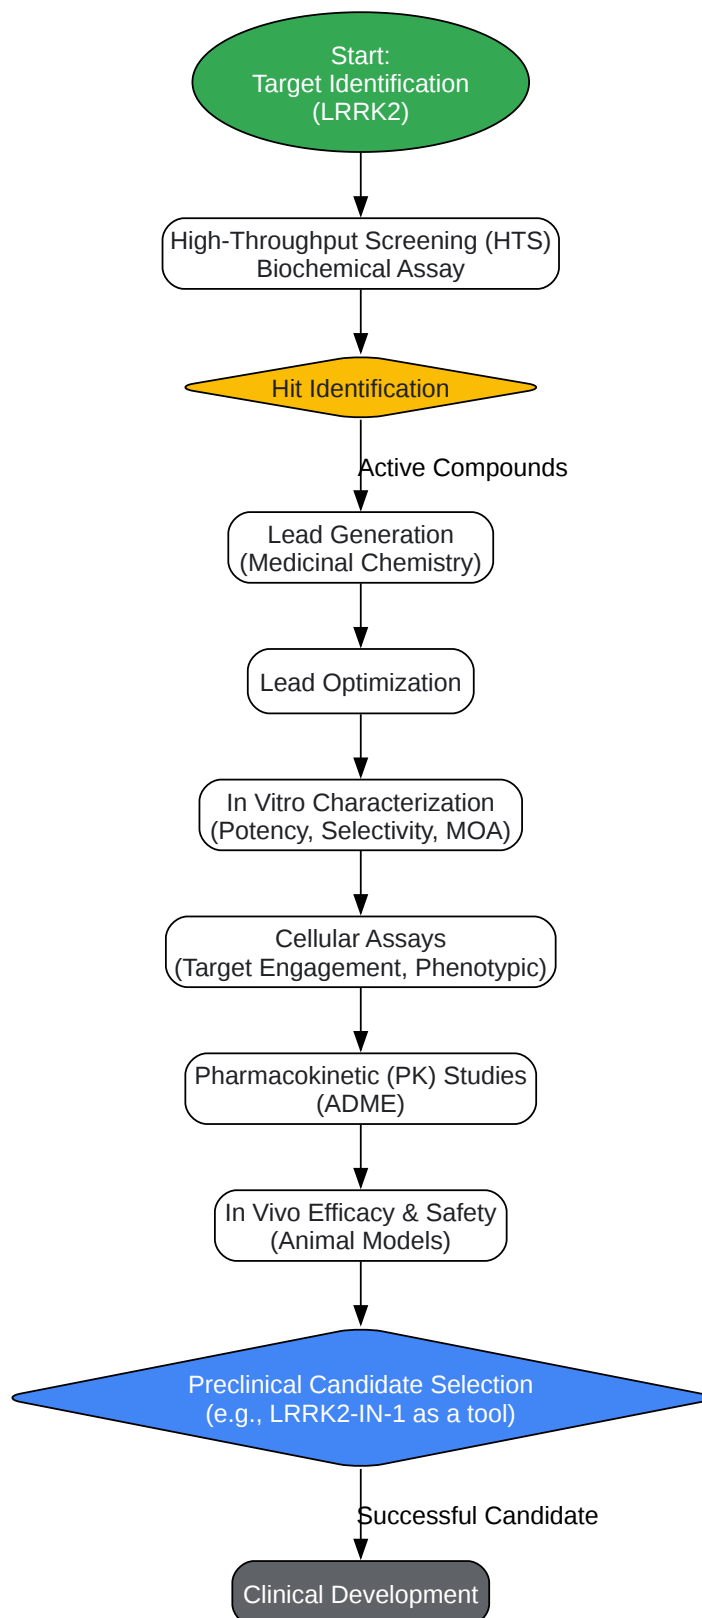 Start:
Target Identification
(LRRK2)
High-Throughput Screening (HTS)
Biochemical Assay
Hit Identification
Active Compounds
Lead Generation
(Medicinal Chemistry)
Lead Optimization
In Vitro Characterization
(Potency, Selectivity, MOA)
Cellular Assays
(Target Engagement, Phenotypic)
Pharmacokinetic (PK) Studies
(ADME)
In Vivo Efficacy & Safety
(Animal Models)
Preclinical Candidate Selection
(e.g., LRRK2-IN-1 as a tool)
Successful Candidate
Clinical Development